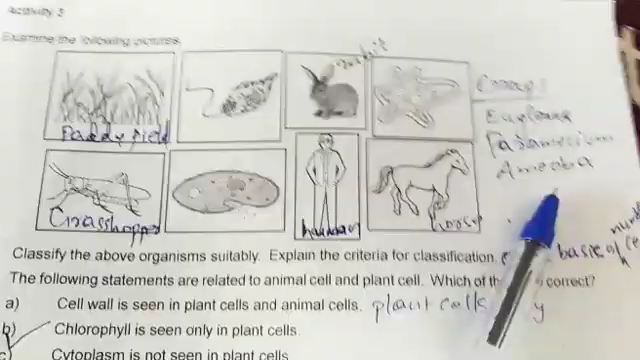 Activity 3
Examine the following pictures.
rabbit
Paddy field
Euglena
Paramecium
Amoeba
Grasshopper
human
horse
Classify the above organisms suitably. Explain the criteria for classification.
basis of
The following statements are related to animal cell and plant cell. Which of th correct?
a) Cell wall is seen in plant cells and animal cells. plant cells y
b) Chlorophyll is seen only in plant cells.
c) Cytoplasm is not seen in plant cells.